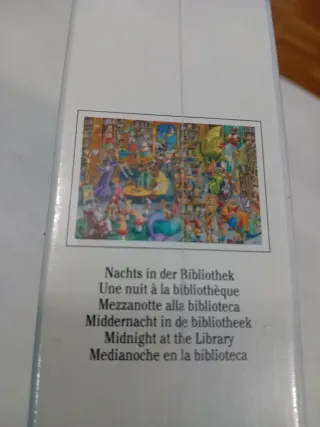 Nachts in der Bibliothek
Une nuit à la bibliothèque
Mezzanotte alla biblioteca
Middernacht in de bibliotheek
Midnight at the Library
Medianoche en la biblioteca